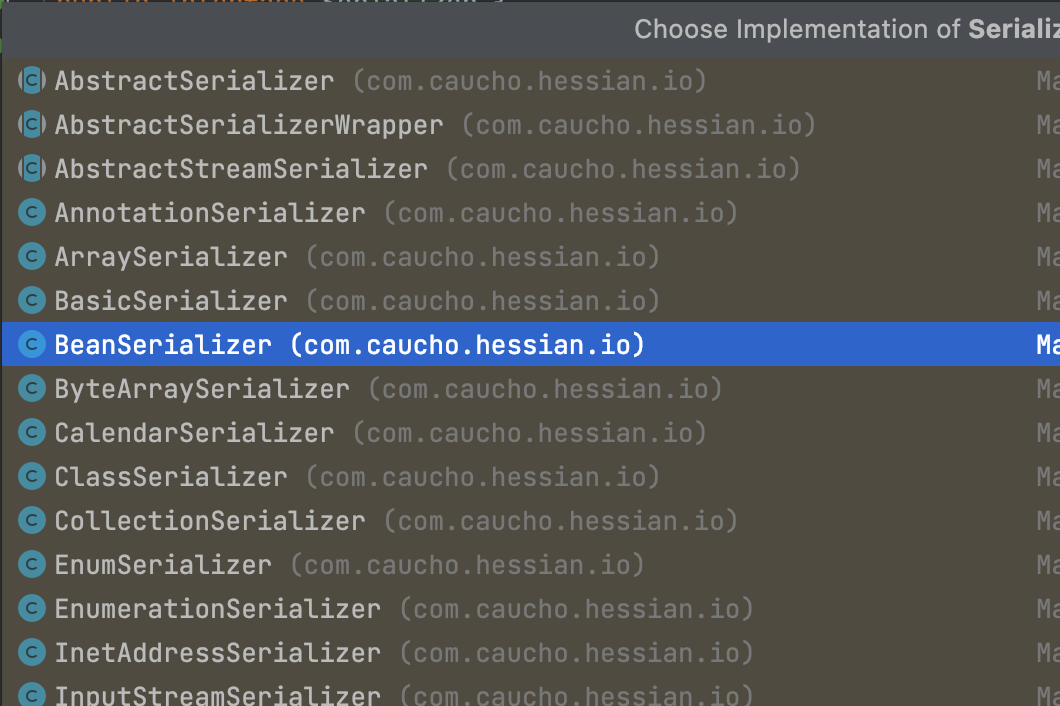 Choose Implementation of Serializ
AbstractSerializer (com.caucho.hessian.io) Ma
AbstractSerializerWrapper (com.caucho.hessian.io) Ma
AbstractStreamSerializer (com.caucho.hessian.io) Ma
AnnotationSerializer (com.caucho.hessian.io) Ma
ArraySerializer (com.caucho.hessian.io) Ma
BasicSerializer (com.caucho.hessian.io) Ma
BeanSerializer (com.caucho.hessian.io) Ma
ByteArraySerializer (com.caucho.hessian.io) Ma
CalendarSerializer (com.caucho.hessian.io) Ma
ClassSerializer (com.caucho.hessian.io) Ma
CollectionSerializer (com.caucho.hessian.io) Ma
EnumSerializer (com.caucho.hessian.io) Ma
EnumerationSerializer (com.caucho.hessian.io) Ma
InetAddressSerializer (com.caucho.hessian.io) Ma
InputStreamSerializer (com.caucho.hessian.io) Ma